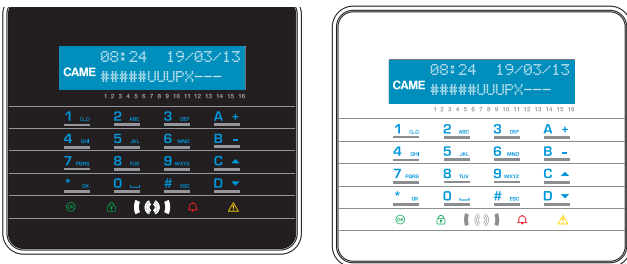 08:24 19/03/13
CAME #####UUUPX---
1 2 3 4 5 6 7 8 9 10 11 12 13 14 15 16
1 2 ABC 3 DEF A +
4 GHI 5 JKL 6 MNO B -
7 PQRS 8 TUV 9 WXYZ C
* OK 0 # ESC D
OK
08:24 19/03/13
CAME #####UUUPX---
1 2 3 4 5 6 7 8 9 10 11 12 13 14 15 16
1 2 ABC 3 DEF A +
4 GHI 5 JKL 6 MNO B -
7 PQRS 8 TUV 9 WXYZ C
* OK 0 # ESC D
OK